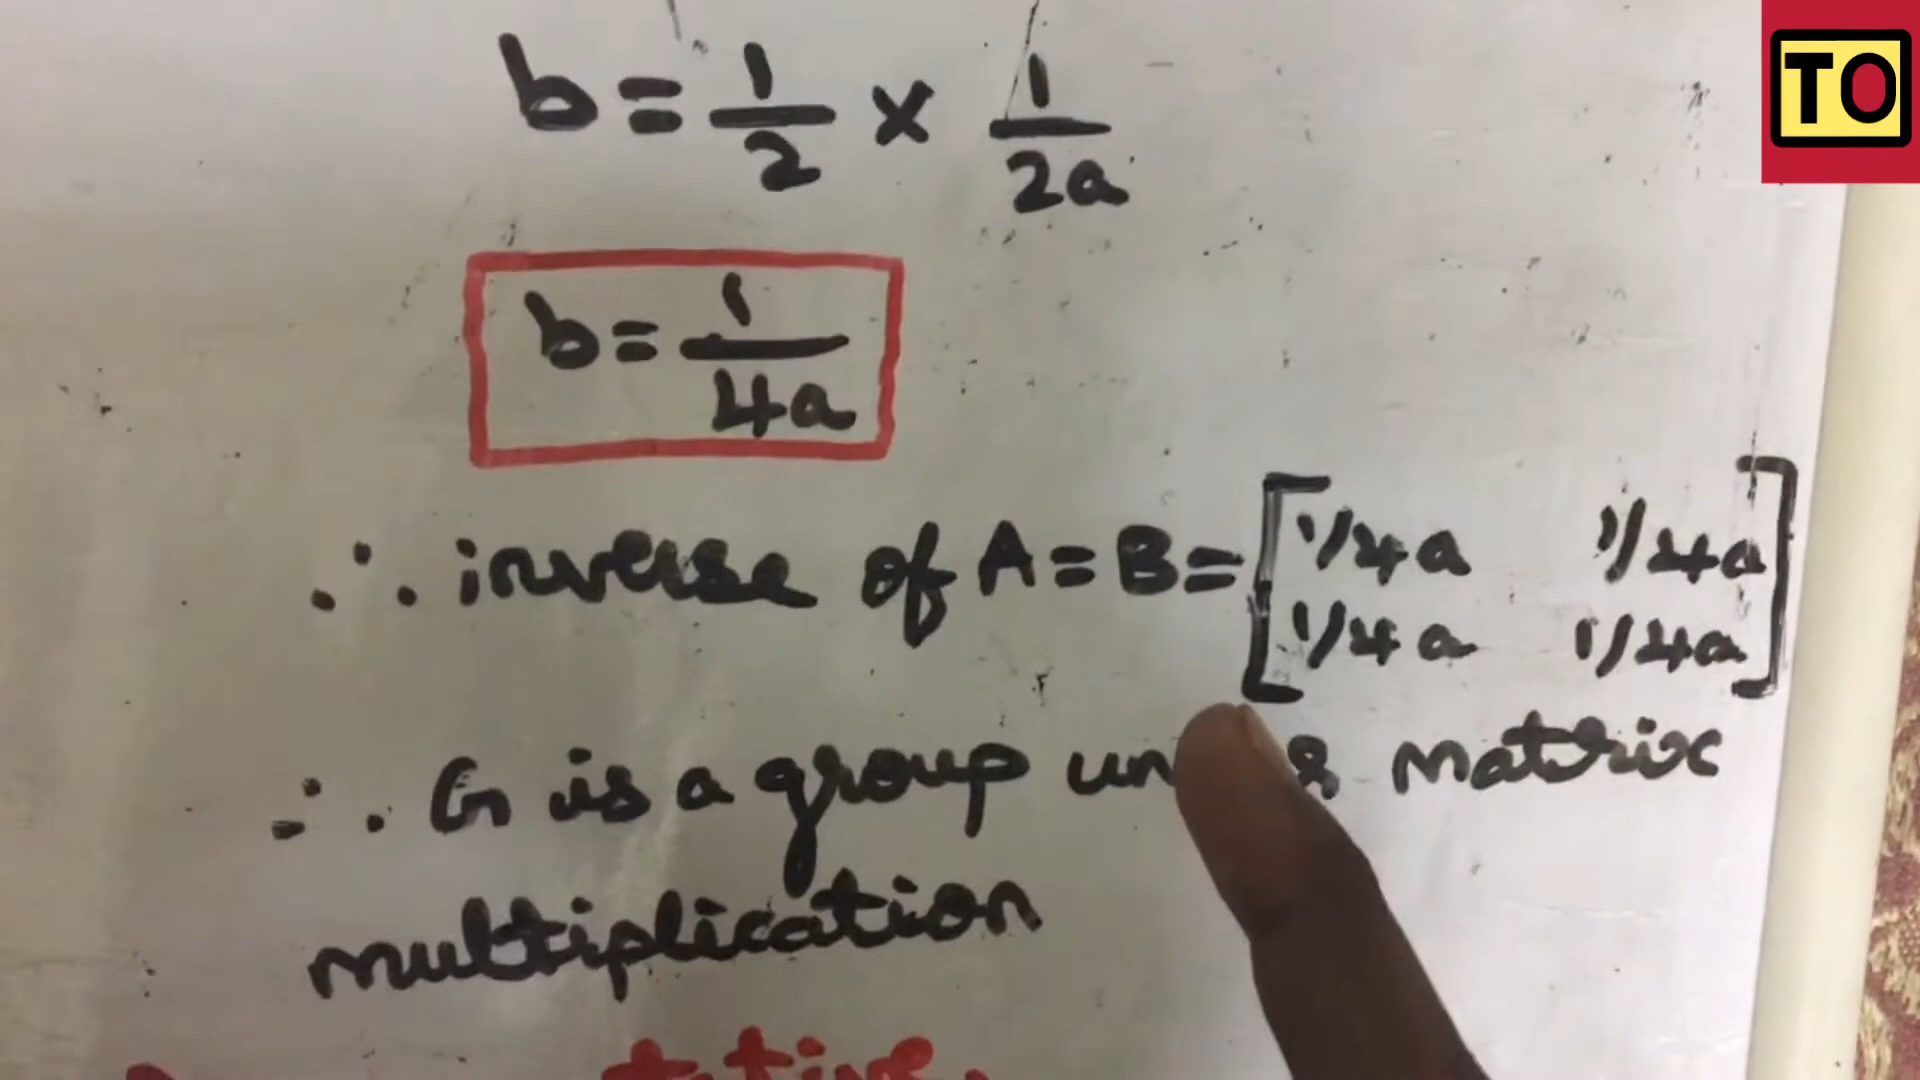 TO
b = 1/2 × 1/2a
b = 1/4a
∴ inverse of A = B = [1/4a 1/4a
1/4a 1/4a]
∴ G is a group matrix
multiplication